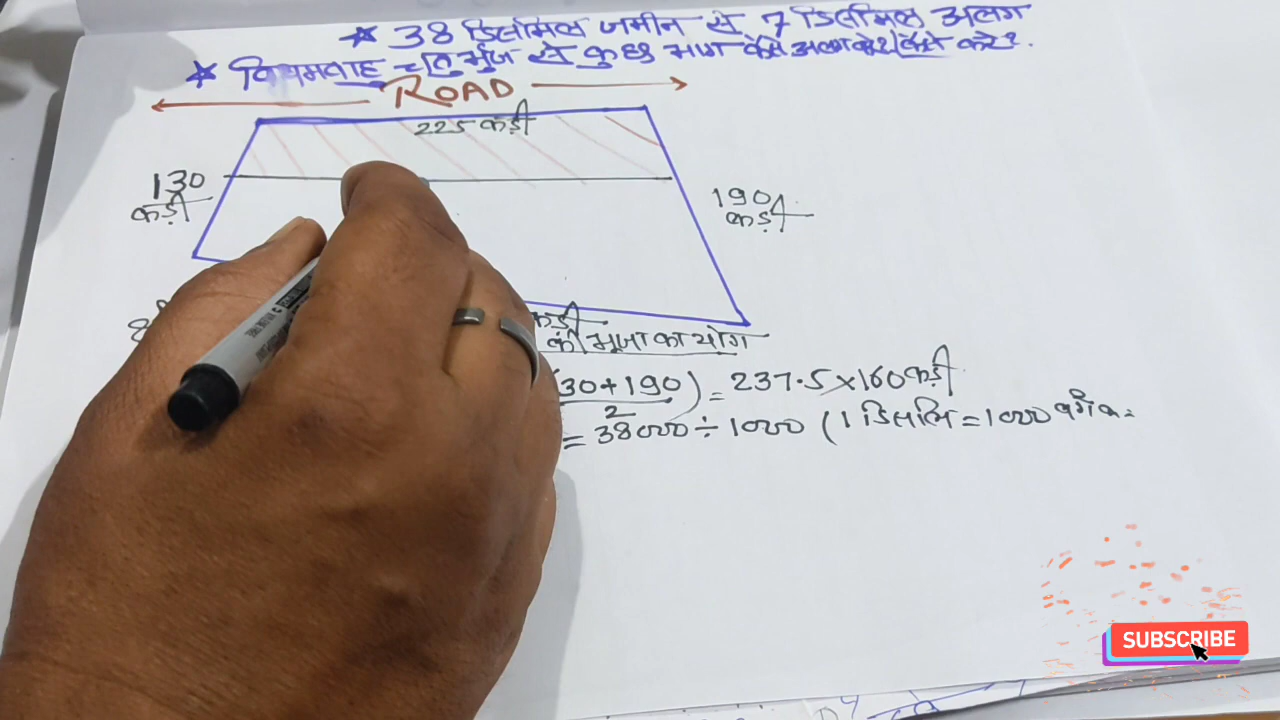 ★ 38 डिसमिल जमीन से 7 डिसमिल अलग
★ विषमवाहु चतुर्भुज से कुछ भाग कैसे अलग करे?
ROAD
225 कड़ी
130
कड़ी
190
कड़ी
कड़ी
की भूजा का योग
30+190) = 237.5×160 कड़ी
2
= 38000 ÷ 1000 (1 डिसमि = 1000 वर्ग क.
SUBSCRIBE